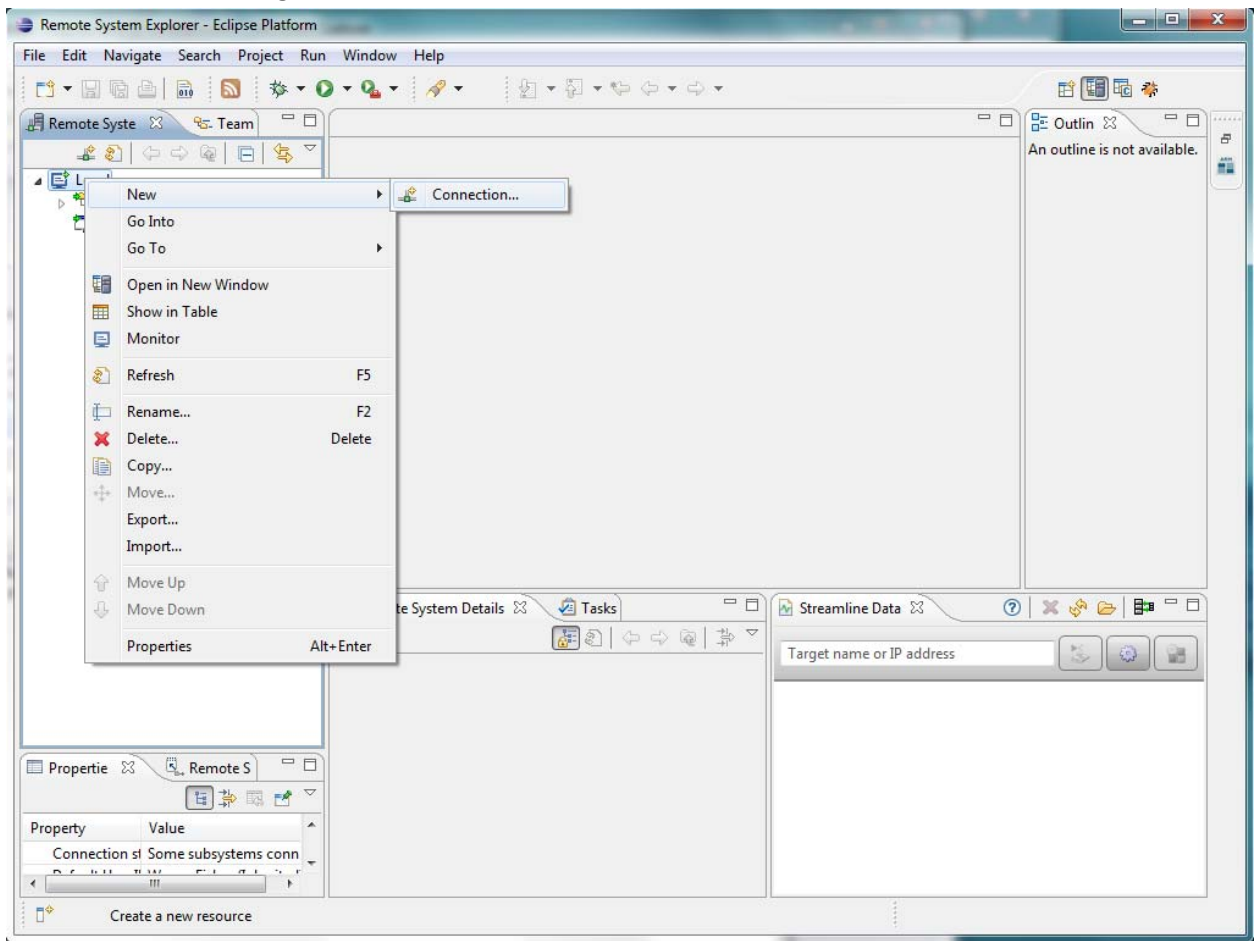 Remote System Explorer - Eclipse Platform
File Edit Navigate Search Project Run Window Help
Remote Syste Team
Outlin
An outline is not available.
New
Connection...
Go Into
Go To
Open in New Window
Show in Table
Monitor
Refresh F5
Rename... F2
Delete... Delete
Copy...
Move...
Export...
Import...
Move Up
Move Down
Properties Alt+Enter
te System Details Tasks
Streamline Data
Target name or IP address
Propertie Remote S
Property Value
Connection st Some subsystems conn
Create a new resource